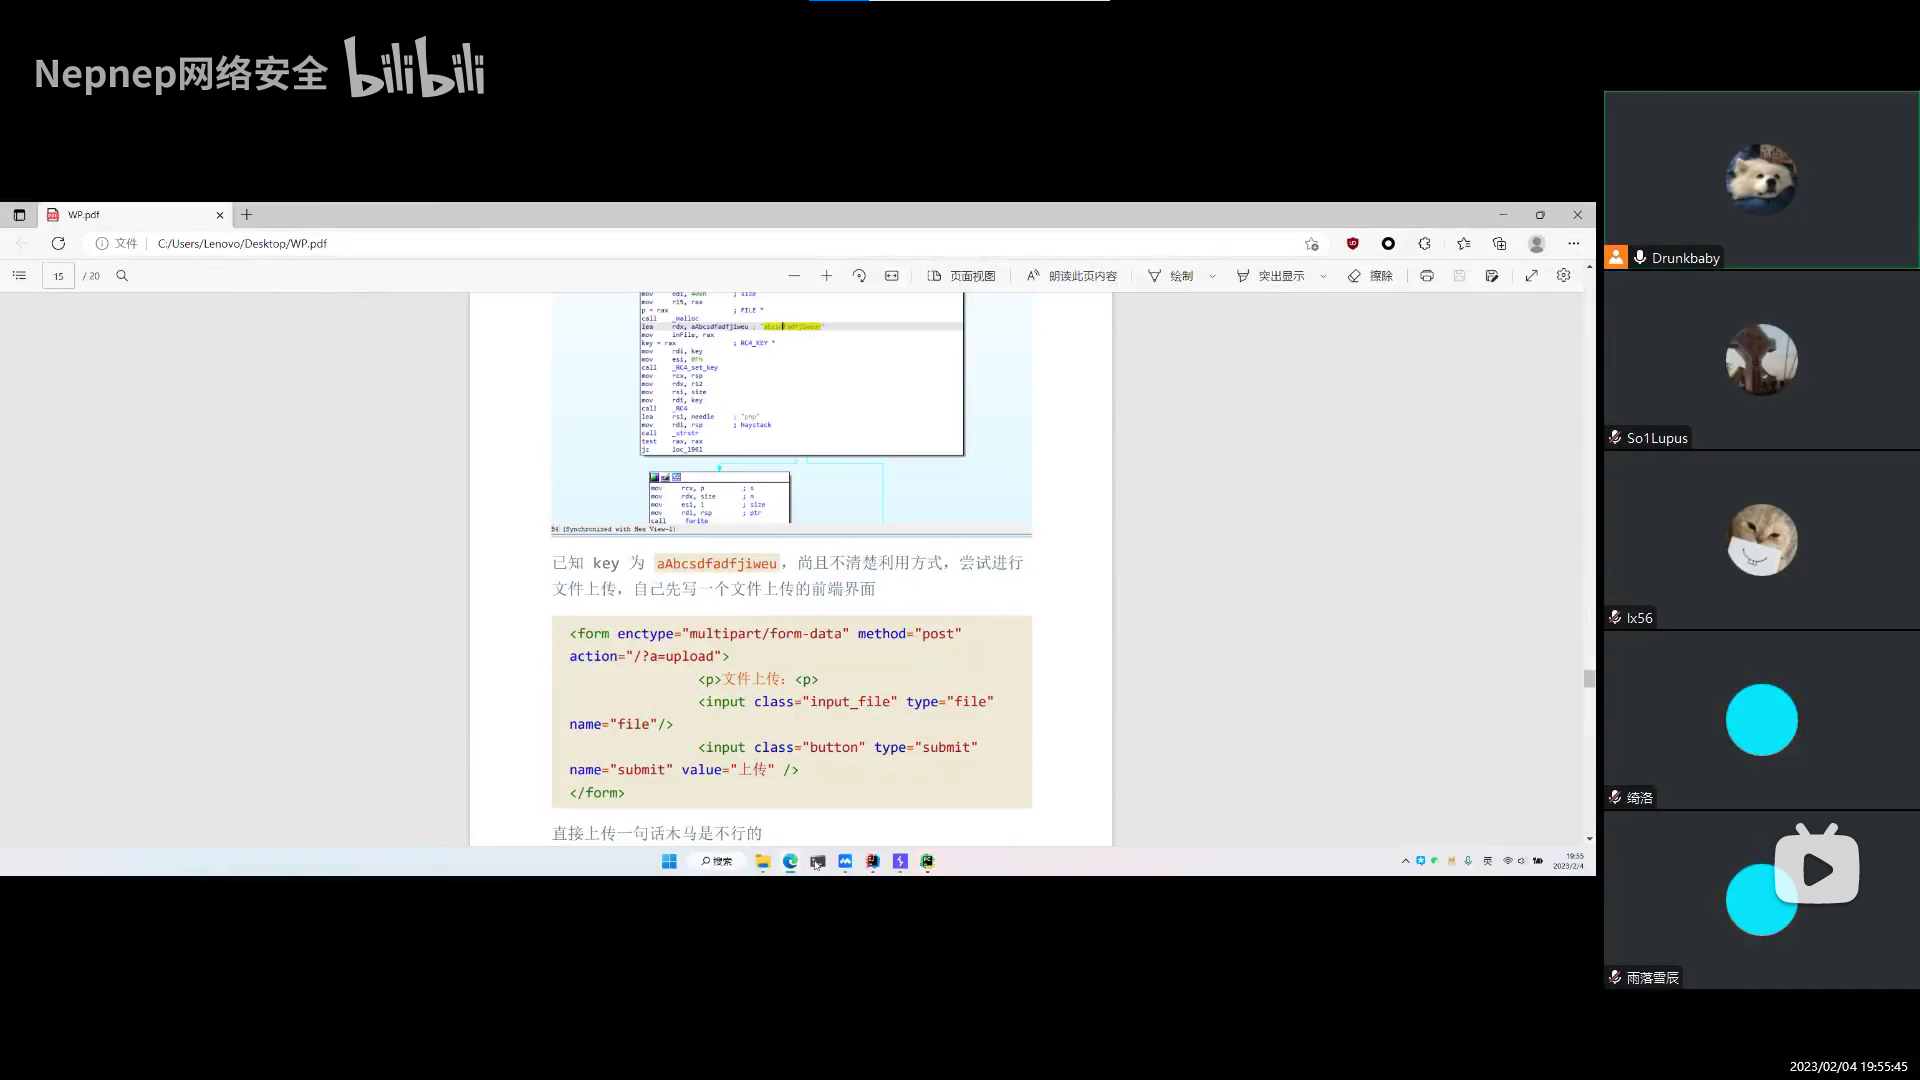 Nepnep网络安全 bilibili
WP.pdf
文件 C:/Users/Lenovo/Desktop/WP.pdf
15 / 20 页面视图 朗读此页内容 绘制 突出显示 擦除
mov edi, 408h ; size
mov r15, rax
p = rax ; FILE *
call _malloc
lea rdx, aAbcsdfadfjiweu ;
mov infile, rax
key = rax ; RC4_KEY *
mov rdi, key
mov esi, 0Fh
call _RC4_set_key
mov rcx, rsp
mov rdx, r12
mov rsi, size
mov rdi, key
call _RC4
lea rsi, needle ; "php"
mov rdi, rsp ; haystack
call _strstr
test rax, rax
jz loc_1961
mov rcx, p ; s
mov rdx, size ; n
mov esi, 1 ; size
mov rdi, rsp ; ptr
call _fwrite
54 (Synchronized with Hex View-1)
已知 key 为 aAbcsdfadfjiweu，尚且不清楚利用方式，尝试进行
文件上传，自己先写一个文件上传的前端界面
<form enctype="multipart/form-data" method="post"
action="/?a=upload">
<p>文件上传：<p>
<input class="input_file" type="file"
name="file"/>
<input class="button" type="submit"
name="submit" value="上传" />
</form>
直接上传一句话木马是不行的
搜索
英
19:55
2023/2/4
Drunkbaby
So1Lupus
lx56
绮洛
雨落雪辰
2023/02/04 19:55:45